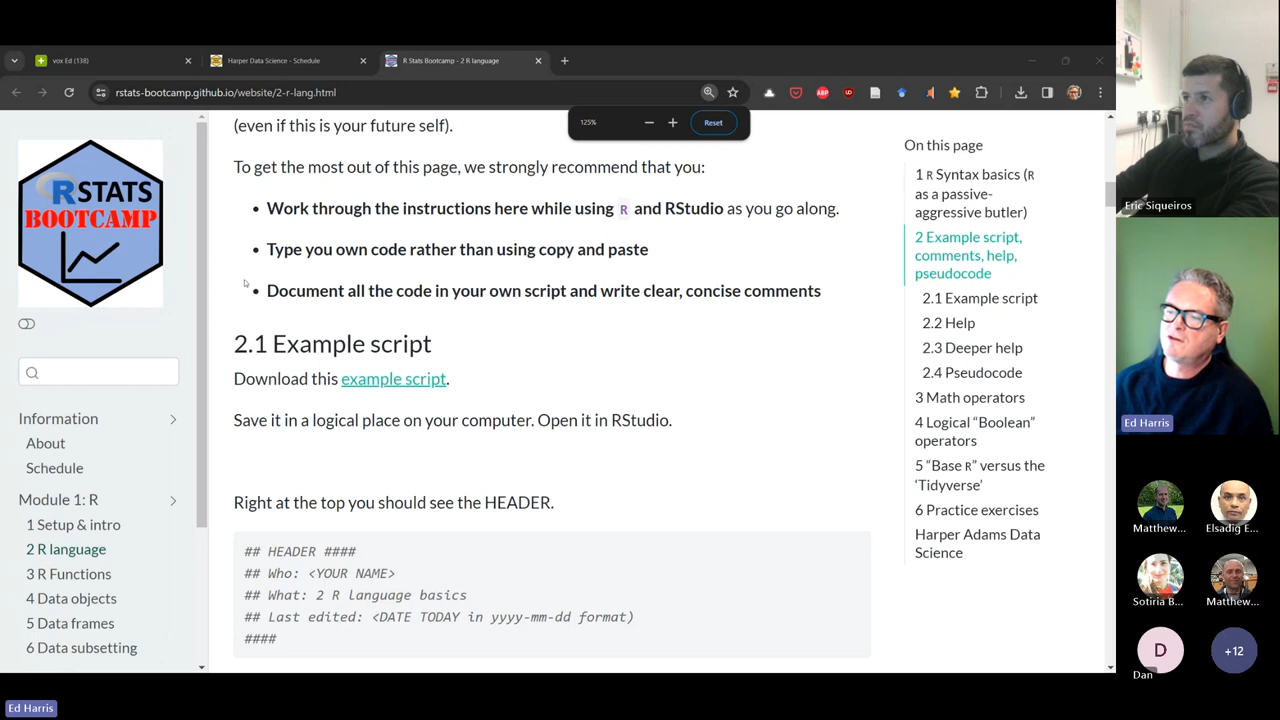 vox Ed (138)
Harper Data Science - Schedule
R Stats Bootcamp - 2 R language
rstats-bootcamp.github.io/website/2-r-lang.html
125%
Reset
RSTATS
BOOTCAMP
Information
About
Schedule
Module 1: R
1 Setup & intro
2 R language
3 R Functions
4 Data objects
5 Data frames
6 Data subsetting
(even if this is your future self).
To get the most out of this page, we strongly recommend that you:
• Work through the instructions here while using R and RStudio as you go along.
• Type you own code rather than using copy and paste
• Document all the code in your own script and write clear, concise comments
2.1 Example script
Download this example script.
Save it in a logical place on your computer. Open it in RStudio.
Right at the top you should see the HEADER.
## HEADER ####
## Who: <YOUR NAME>
## What: 2 R language basics
## Last edited: <DATE TODAY in yyyy-mm-dd format)
####
On this page
1 R Syntax basics (R
as a passive-
aggressive butler)
2 Example script,
comments, help,
pseudocode
2.1 Example script
2.2 Help
2.3 Deeper help
2.4 Pseudocode
3 Math operators
4 Logical “Boolean”
operators
5 “Base R” versus the
‘Tidyverse’
6 Practice exercises
Harper Adams Data
Science
Eric Siqueiros
Ed Harris
Matthew...
Elsadig E...
Sotiria B...
Matthew...
D
Dan
+12
Ed Harris